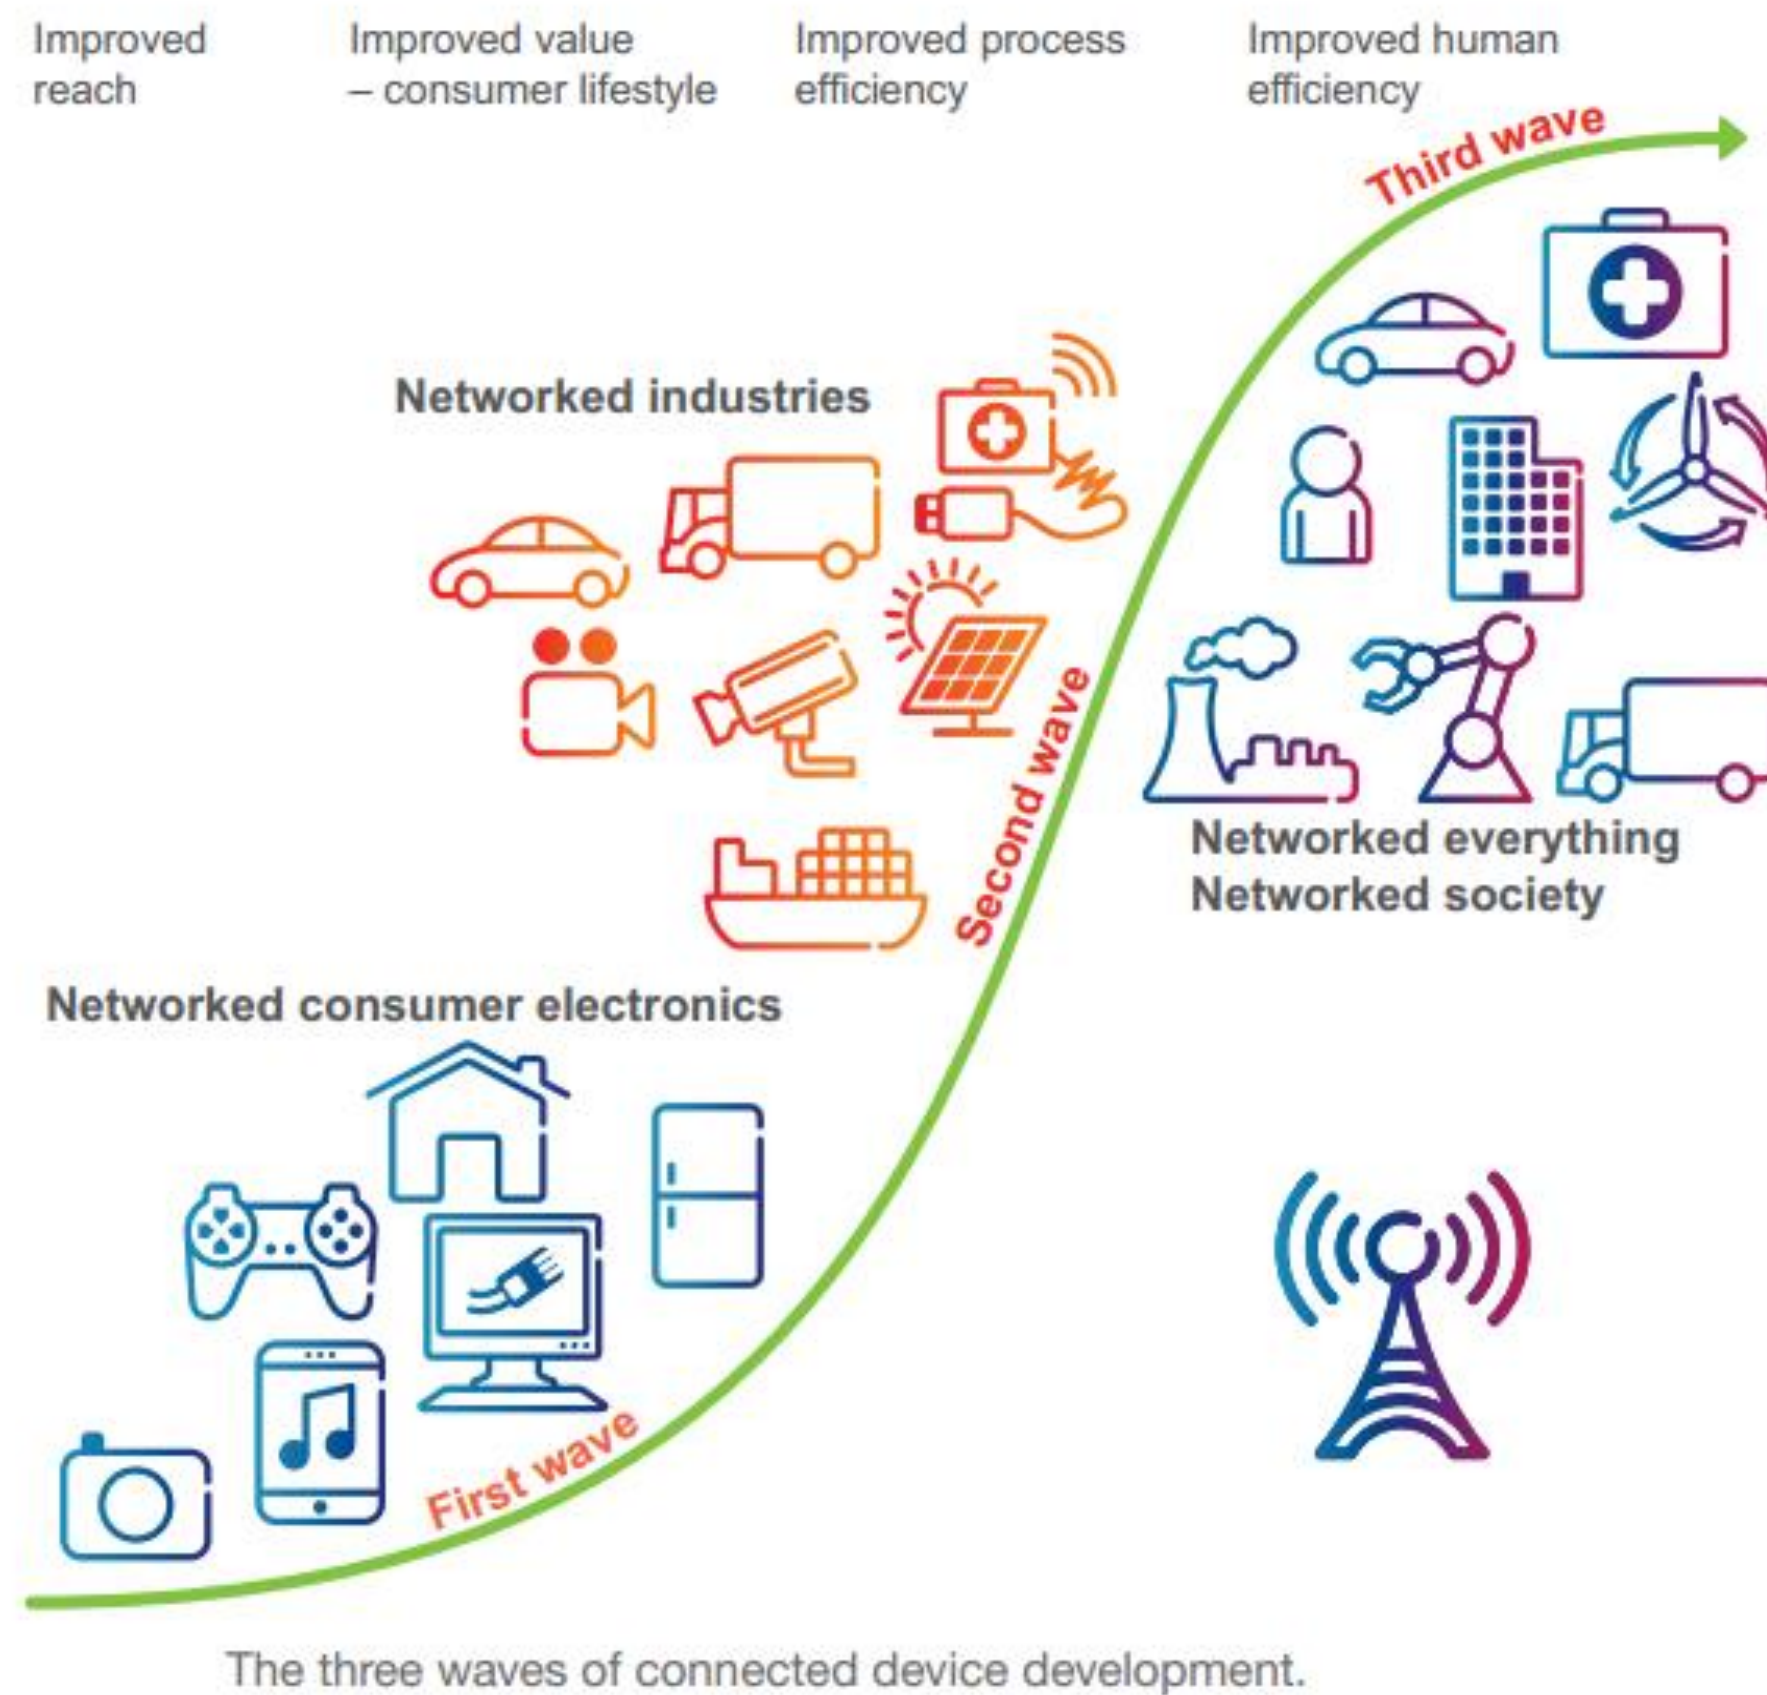 Improved
reach
Improved value
– consumer lifestyle
Improved process
efficiency
Improved human
efficiency
Third wave
Networked industries
Second wave
Networked everything
Networked society
Networked consumer electronics
First wave
The three waves of connected device development.